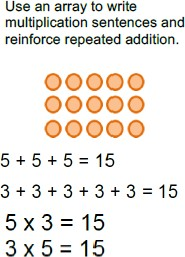 Use an array to write
multiplication sentences and
reinforce repeated addition.
5 + 5 + 5 = 15
3 + 3 + 3 + 3 + 3 = 15
5 x 3 = 15
3 x 5 = 15